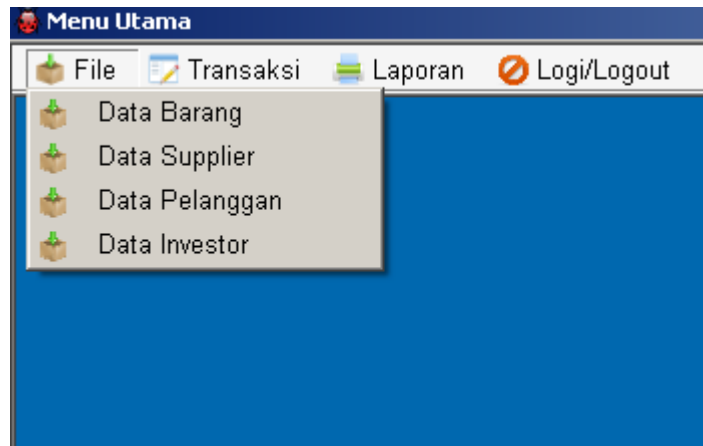 Menu Utama
File Transaksi Laporan Logi/Logout
Data Barang
Data Supplier
Data Pelanggan
Data Investor